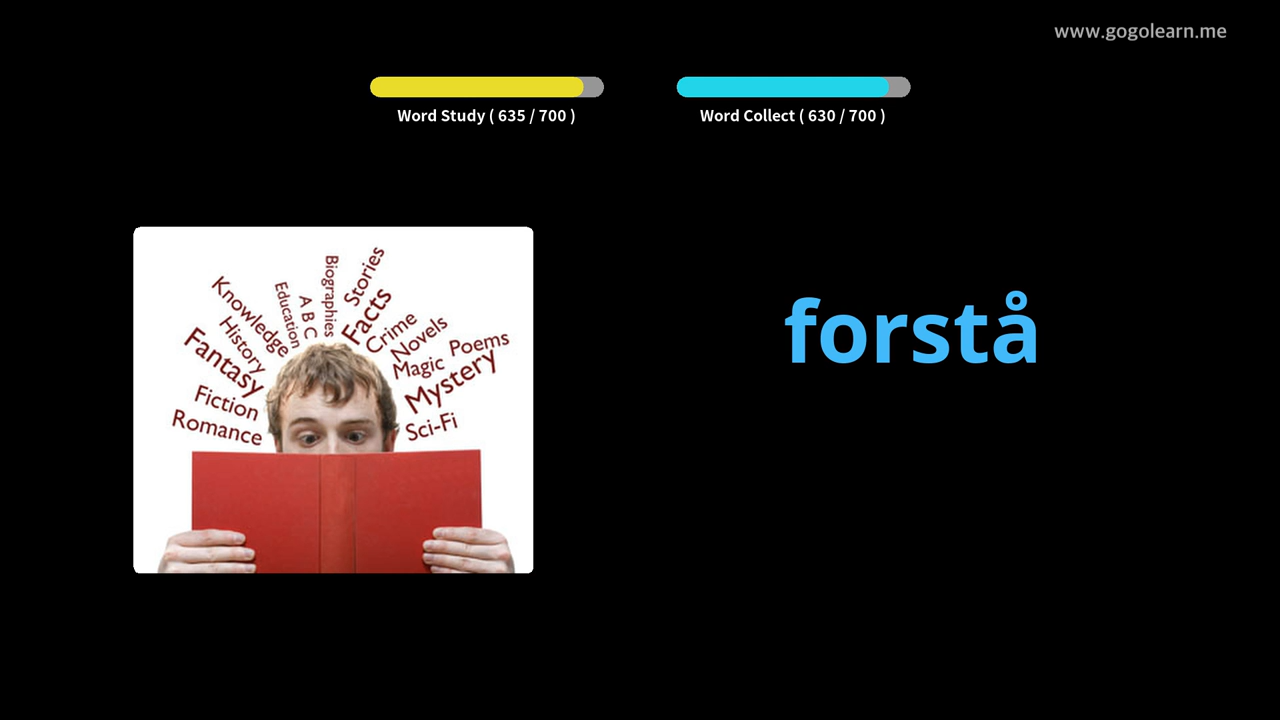 www.gogolearn.me
Word Study ( 635 / 700 )
Word Collect ( 630 / 700 )
forstå
Knowledge
History
Fantasy
Fiction
Romance
Education
A B C
Biographies
Stories
Facts
Crime
Novels
Magic
Poems
Mystery
Sci-Fi